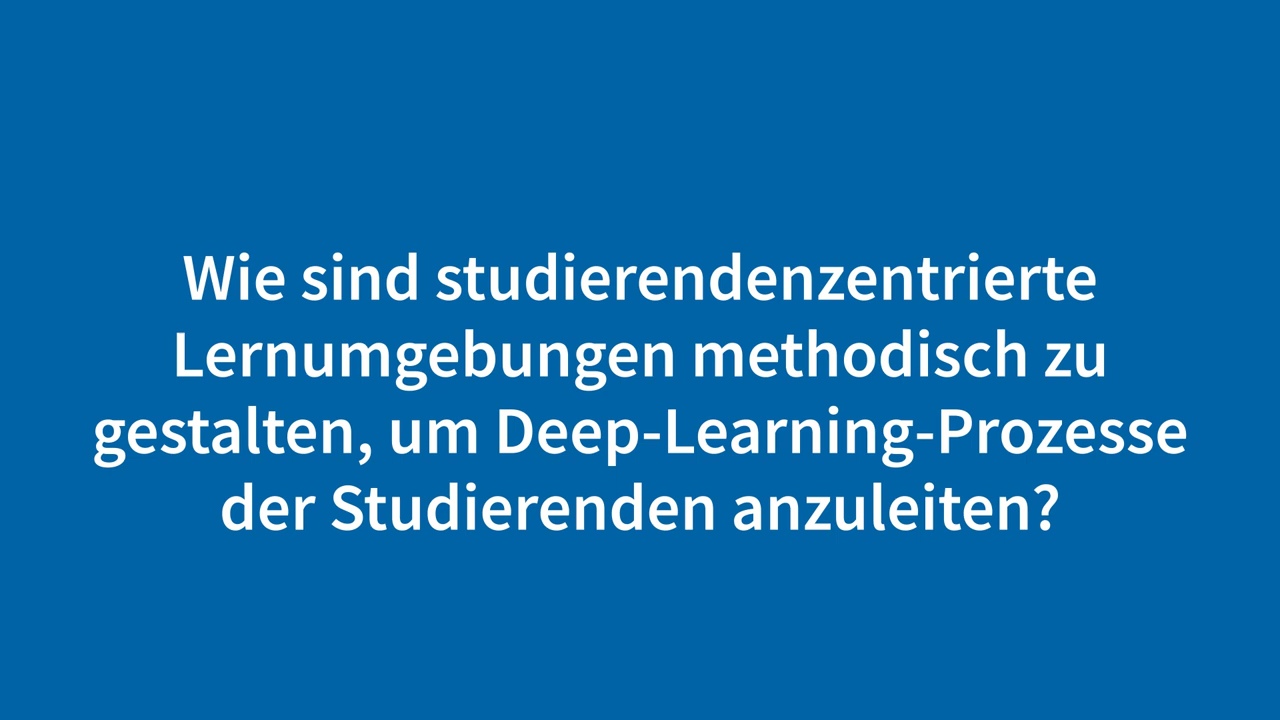 Wie sind studierendenzentrierte
Lernumgebungen methodisch zu
gestalten, um Deep-Learning-Prozesse
der Studierenden anzuleiten?